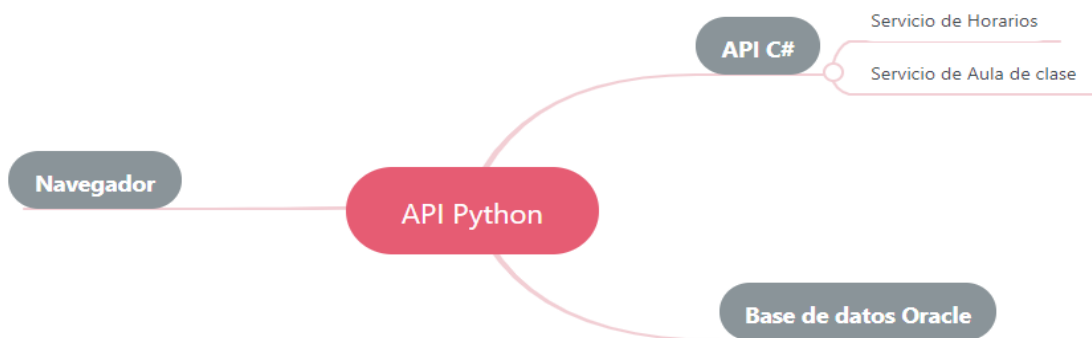 Servicio de Horarios
API C#
Servicio de Aula de clase
Navegador
API Python
Base de datos Oracle